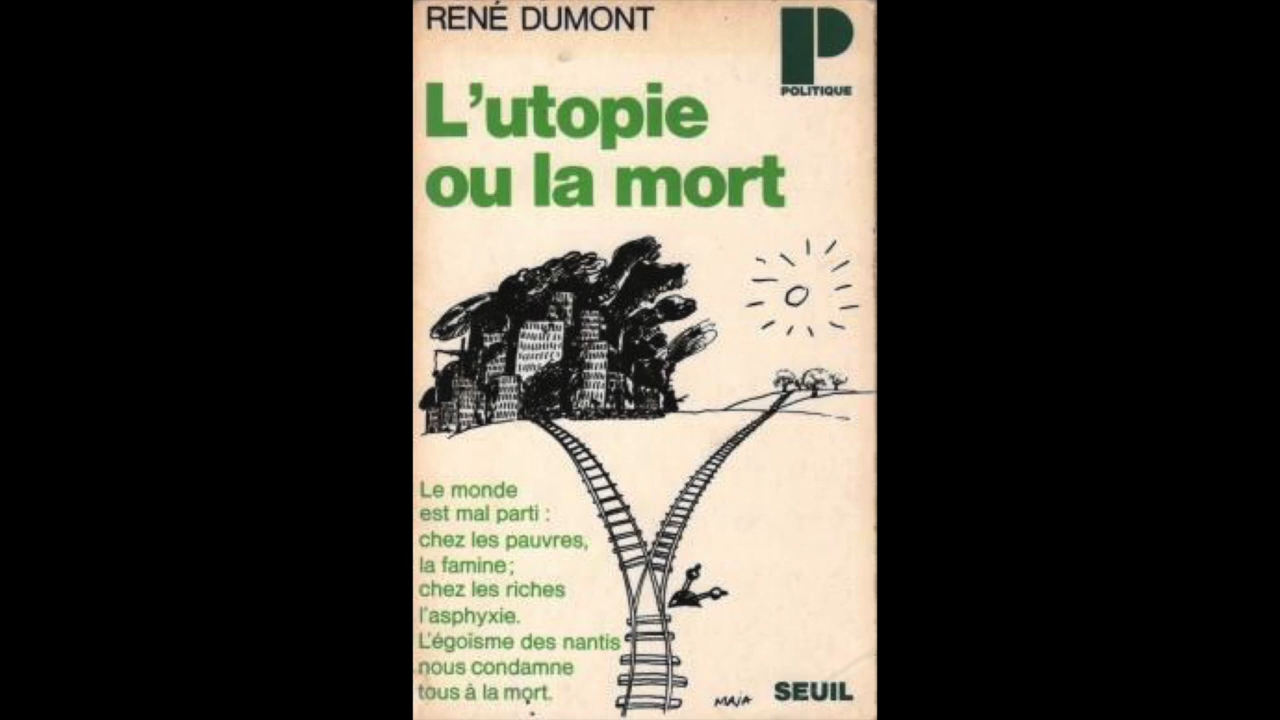 RENÉ DUMONT
P
POLITIQUE
L'utopie
ou la mort
Le monde
est mal parti :
chez les pauvres,
la famine ;
chez les riches
l'asphyxie.
L'égoïsme des nantis
nous condamne
tous à la mort.
MAJA
SEUIL